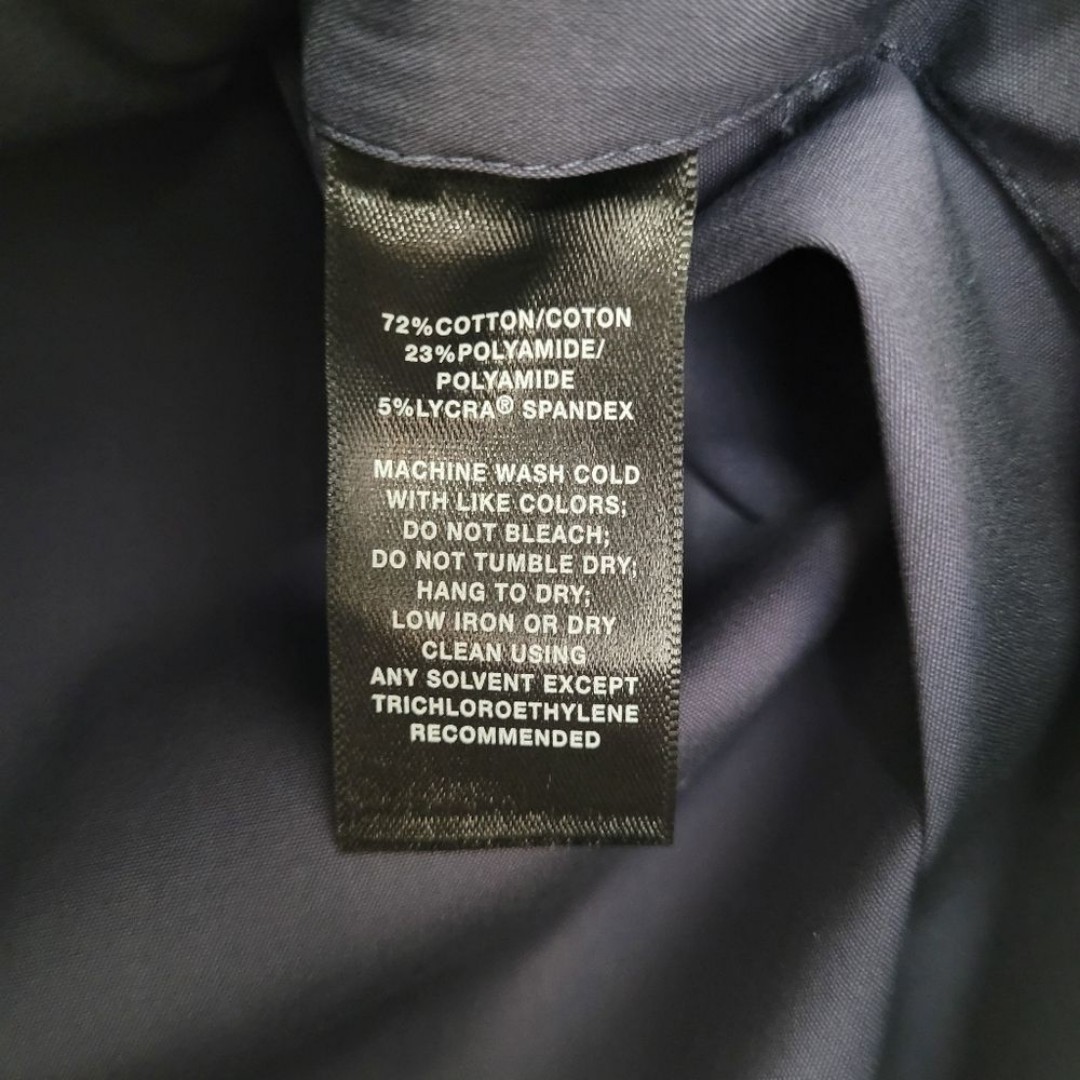 72%COTTON/COTON
23%POLYAMIDE/
POLYAMIDE
5%LYCRA® SPANDEX
MACHINE WASH COLD
WITH LIKE COLORS;
DO NOT BLEACH;
DO NOT TUMBLE DRY;
HANG TO DRY;
LOW IRON OR DRY
CLEAN USING
ANY SOLVENT EXCEPT
TRICHLOROETHYLENE
RECOMMENDED